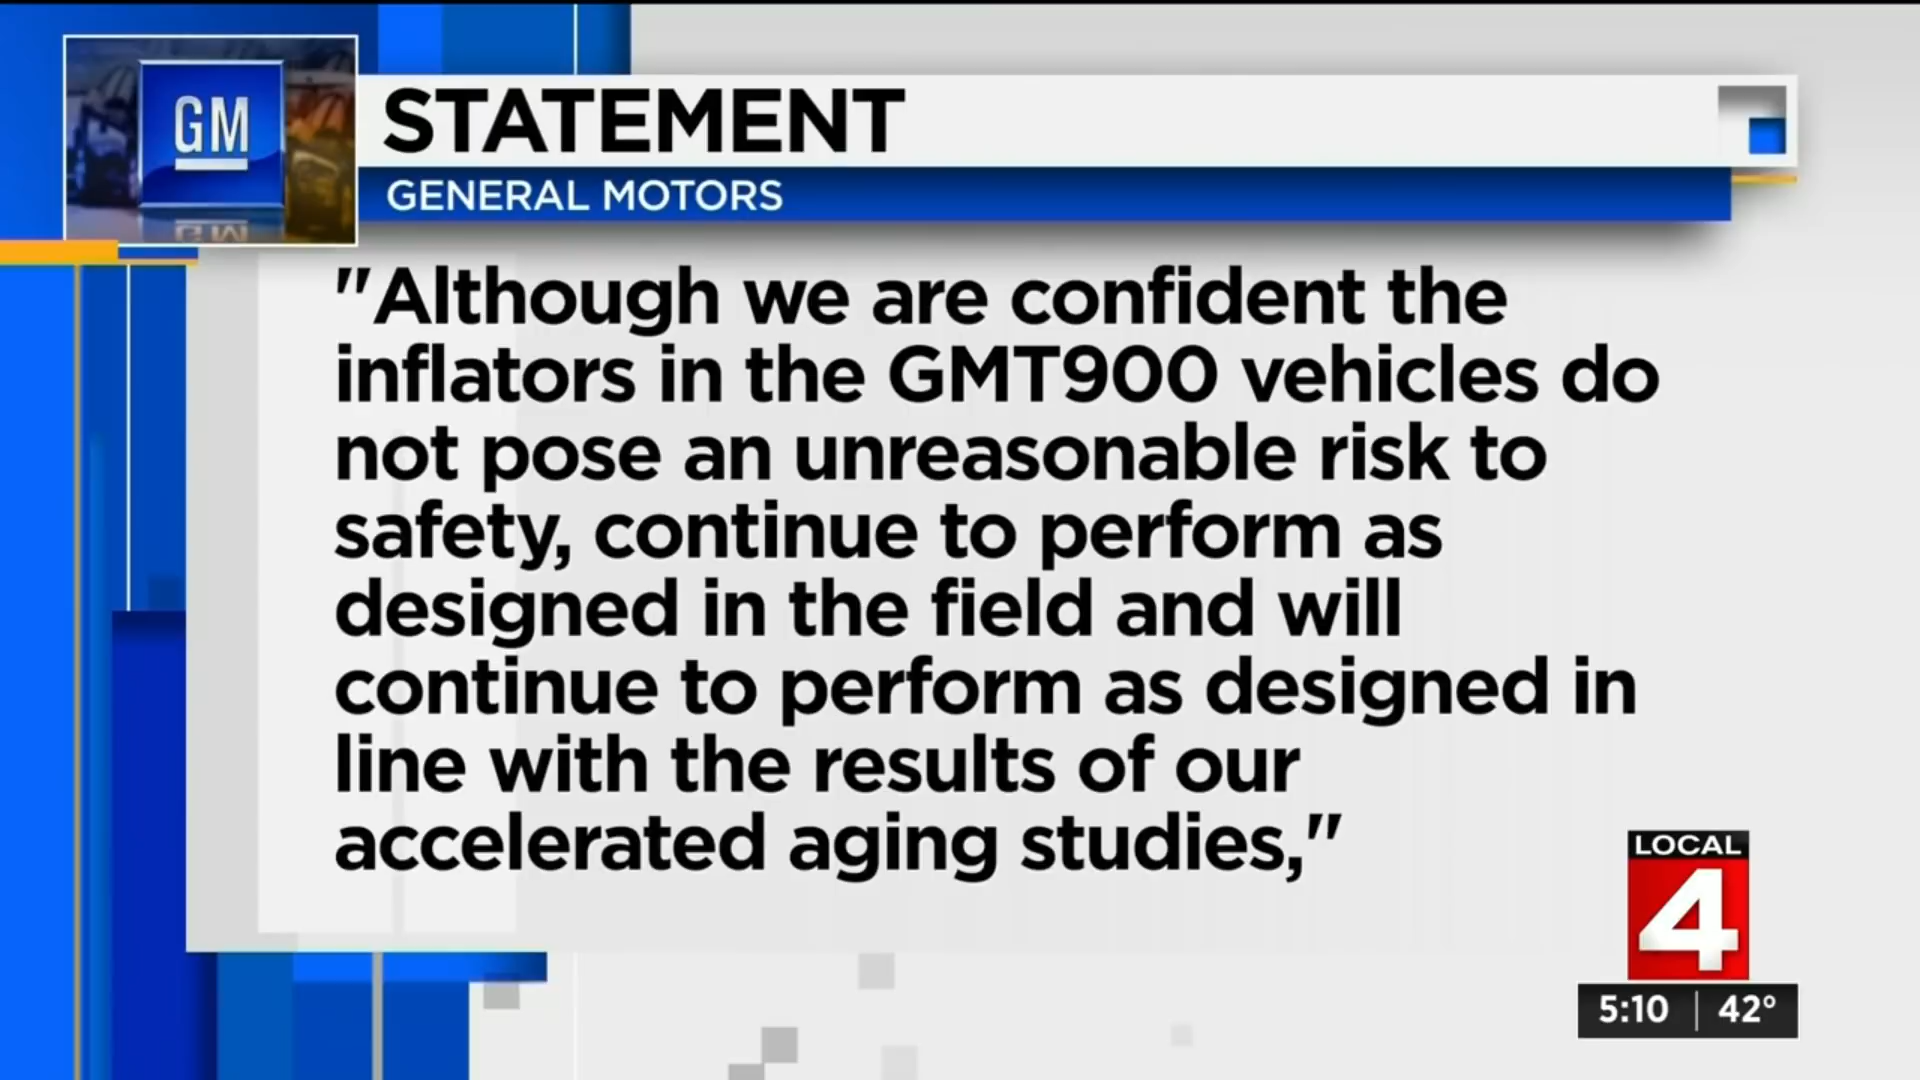 GM
STATEMENT
GENERAL MOTORS
"Although we are confident the
inflators in the GMT900 vehicles do
not pose an unreasonable risk to
safety, continue to perform as
designed in the field and will
continue to perform as designed in
line with the results of our
accelerated aging studies,"
LOCAL
4
5:10 | 42°